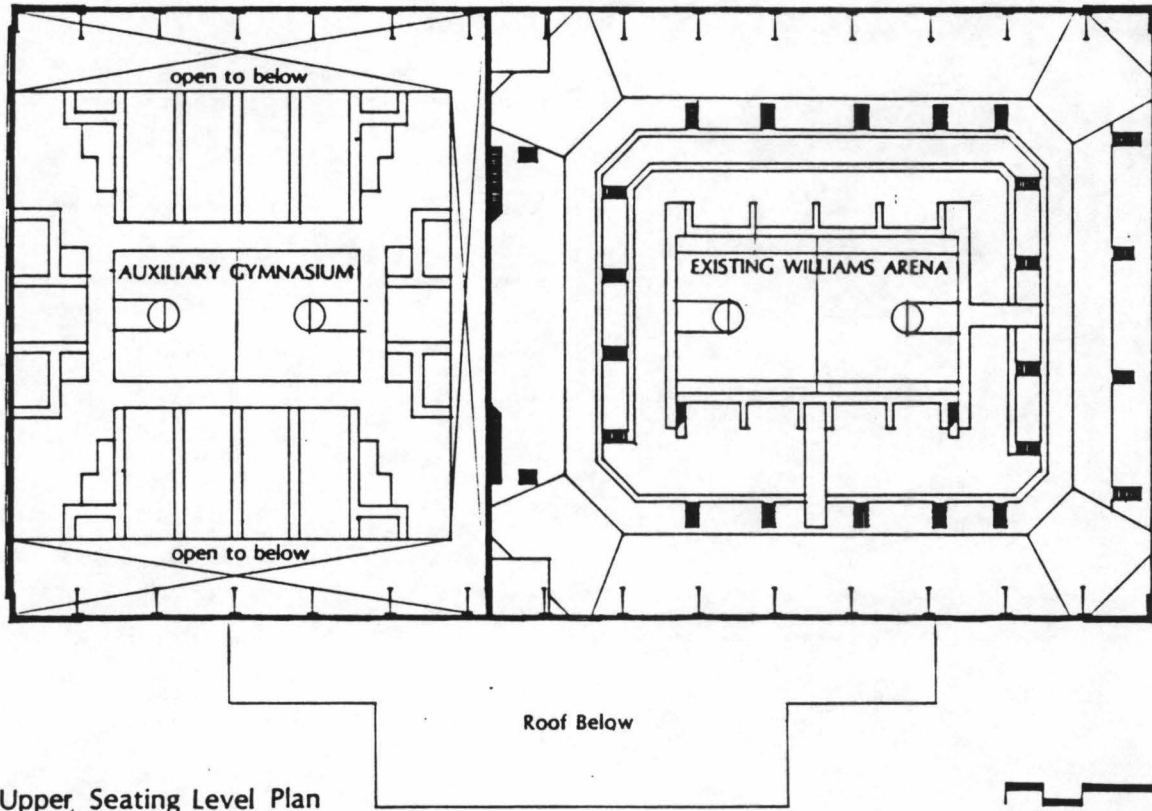 open to below
AUXILIARY GYMNASIUM
EXISTING WILLIAMS ARENA
open to below
Roof Below
Upper Seating Level Plan